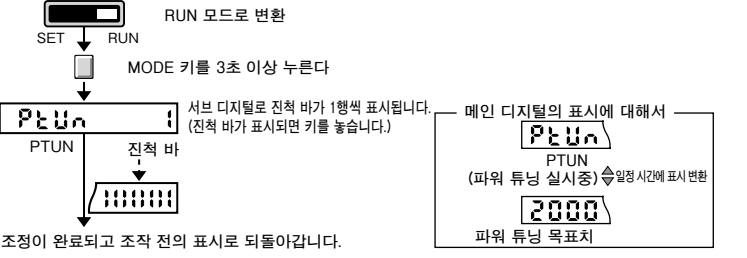 RUN 모드로 변환
SET RUN
MODE 키를 3초 이상 누른다
PtUn 1
서브 디지털로 진척 바가 1행씩 표시됩니다.
(진척 바가 표시되면 키를 놓습니다.)
PTUN
진척 바
조정이 완료되고 조작 전의 표시로 되돌아갑니다.
메인 디지털의 표시에 대해서
PtUn
PTUN
(파워 튜닝 실시중) 일정 시간에 표시 변환
2000
파워 튜닝 목표치